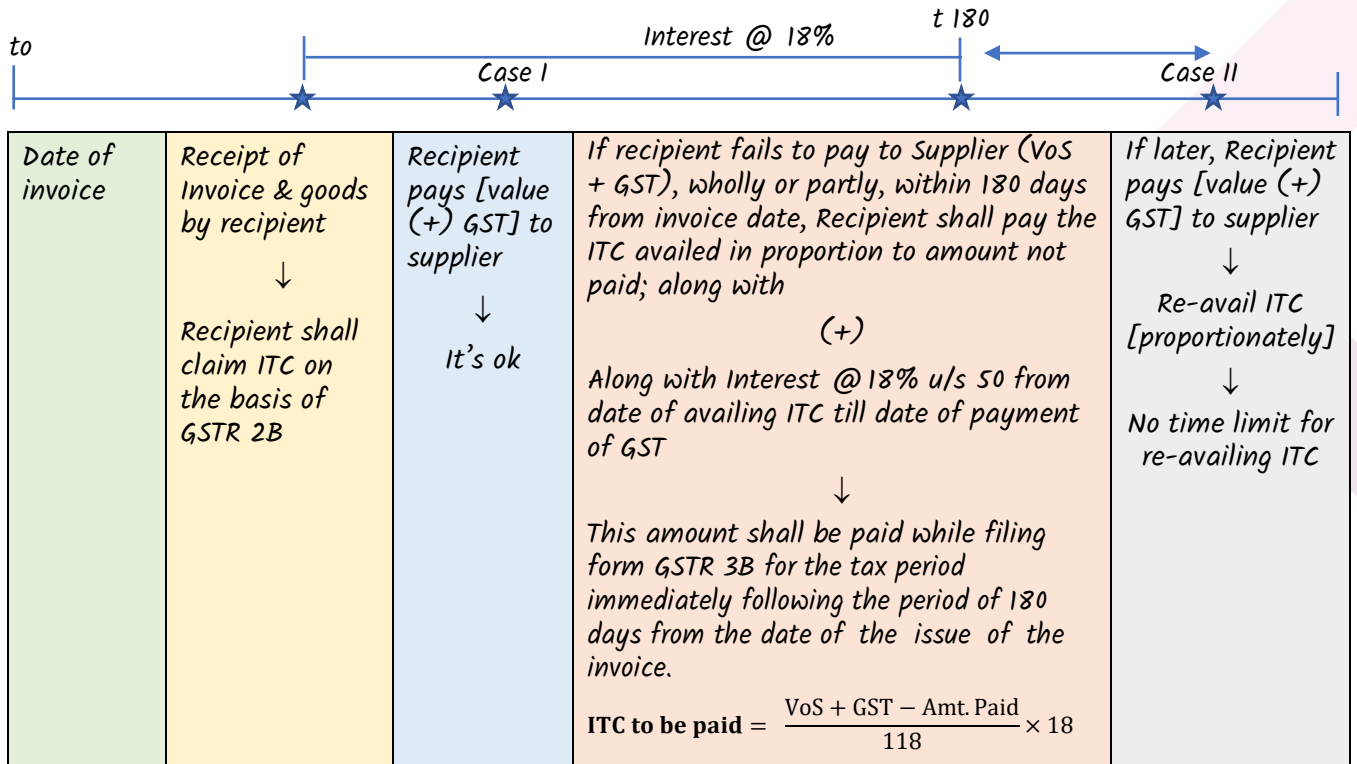 to
Interest @ 18%
t 180
Case I
Case II
Date of
invoice
Receipt of
Invoice & goods
by recipient
↓
Recipient shall
claim ITC on
the basis of
GSTR 2B
Recipient
pays [value
(+) GST] to
supplier
↓
It's ok
If recipient fails to pay to Supplier (VoS
+ GST), wholly or partly, within 180 days
from invoice date, Recipient shall pay the
ITC availed in proportion to amount not
paid; along with
(+)
Along with Interest @ 18% u/s 50 from
date of availing ITC till date of payment
of GST
↓
This amount shall be paid while filing
form GSTR 3B for the tax period
immediately following the period of 180
days from the date of the issue of the
invoice.
ITC to be paid = (VoS + GST − Amt. Paid)/118 × 18
If later, Recipient
pays [value (+)
GST] to supplier
↓
Re-avail ITC
[proportionately]
↓
No time limit for
re-availing ITC